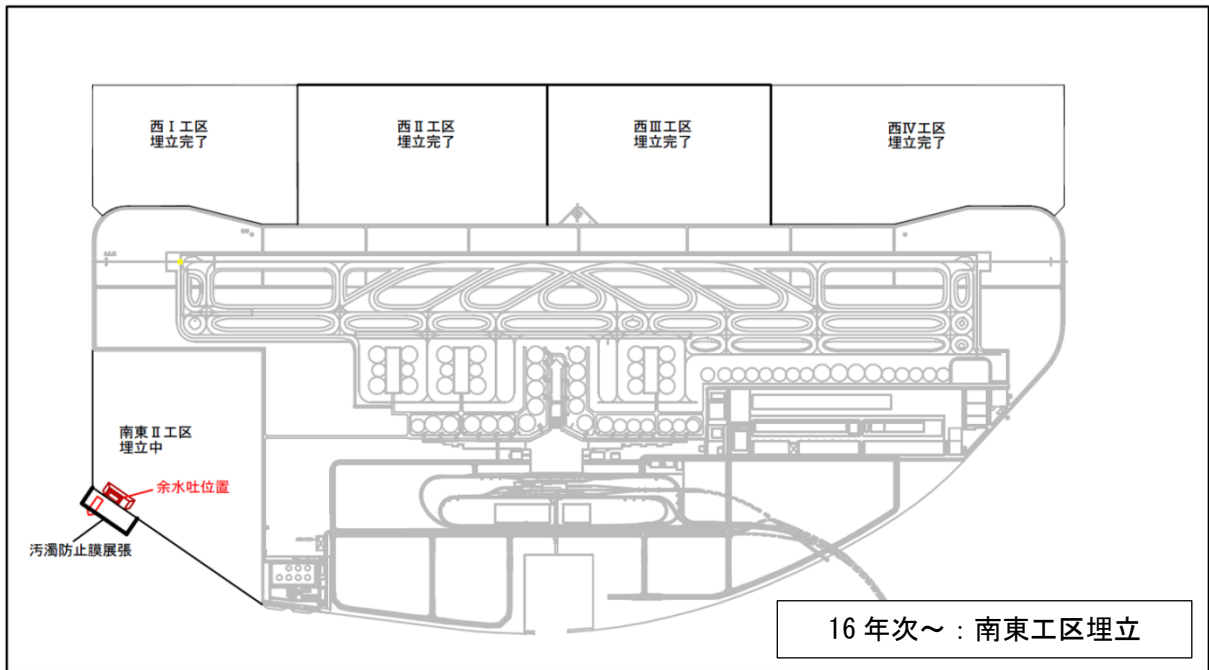 西Ⅰ工区
埋立完了
西Ⅱ工区
埋立完了
西Ⅲ工区
埋立完了
西Ⅳ工区
埋立完了
南東Ⅱ工区
埋立中
余水吐位置
汚濁防止膜展張
16年次～：南東工区埋立